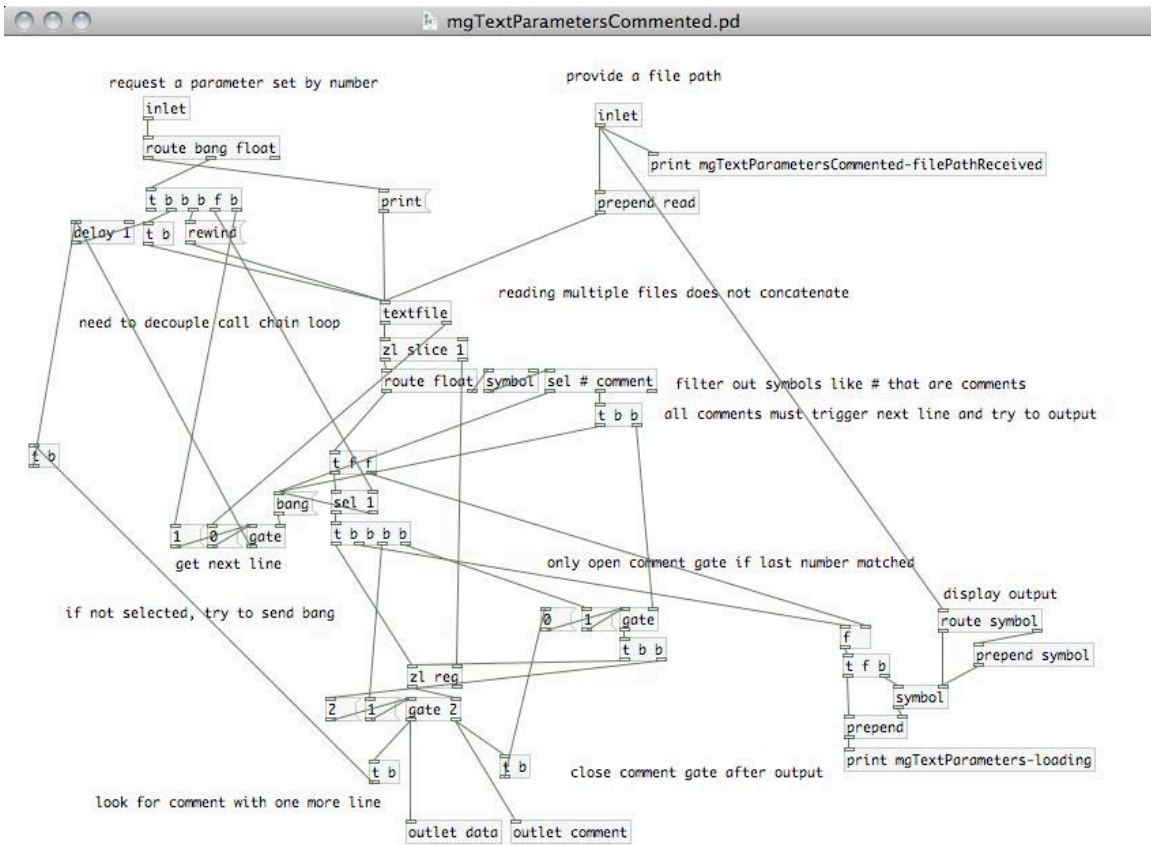 mgTextParametersCommented.pd
request a parameter set by number
provide a file path
inlet
inlet
route bang float
print mgTextParametersCommented-filePathReceived
t b b b f b
print
prepend read
delay 1
t b
rewind
reading multiple files does not concatenate
textfile
need to decouple call chain loop
zl slice 1
route float
symbol
sel # comment
filter out symbols like # that are comments
t b b
all comments must trigger next line and try to output
t b
t f f
bang
sel 1
1
0
gate
t b b b b
get next line
only open comment gate if last number matched
display output
if not selected, try to send bang
0
1
gate
route symbol
f
t b b
prepend symbol
t f b
zl reg
symbol
2
1
gate 2
prepend
t b
t b
close comment gate after output
print mgTextParameters-loading
look for comment with one more line
outlet data
outlet comment